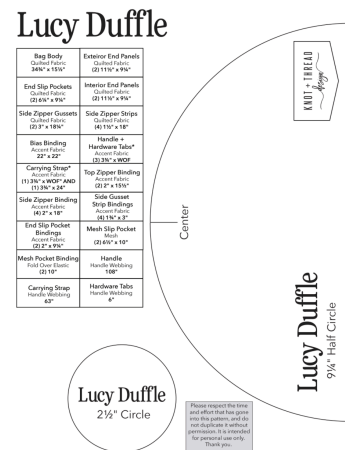 Lucy Duffle
Bag Body
Quilted Fabric
34¾" x 15½"
Exteiror End Panels
Quilted Fabric
(2) 11½" x 9¼"
End Slip Pockets
Quilted Fabric
(2) 6¾" x 9¾"
Interior End Panels
Quilted Fabric
(2) 11½" x 9¼"
Side Zipper Gussets
Quilted Fabric
(2) 3" x 18¼"
Side Zipper Strips
Quilted Fabric
(4) 1½" x 18"
Bias Binding
Accent Fabric
22" x 22"
Handle +
Hardware Tabs*
Accent Fabric
(3) 3¾" x WOF
Carrying Strap*
Accent Fabric
(1) 3¾" x WOF" AND
(1) 3¾" x 24"
Top Zipper Binding
Accent Fabric
(2) 2" x 15½"
Side Zipper Binding
Accent Fabric
(4) 2" x 18"
Side Gusset
Strip Bindings
Accent Fabric
(4) 1¾" x 3"
End Slip Pocket
Bindings
Accent Fabric
(2) 2" x 9¾"
Mesh Slip Pocket
Mesh
(2) 6½" x 10"
Mesh Pocket Binding
Fold Over Elastic
(2) 10"
Handle
Handle Webbing
108"
Carrying Strap
Handle Webbing
63"
Hardware Tabs
Handle Webbing
6"
Center
KNOT + THREAD
design
Lucy Duffle
9¼" Half Circle
Lucy Duffle
2½" Circle
Please respect the time
and effort that has gone
into this pattern, and do
not duplicate it without
permission. It is intended
for personal use only.
Thank you.